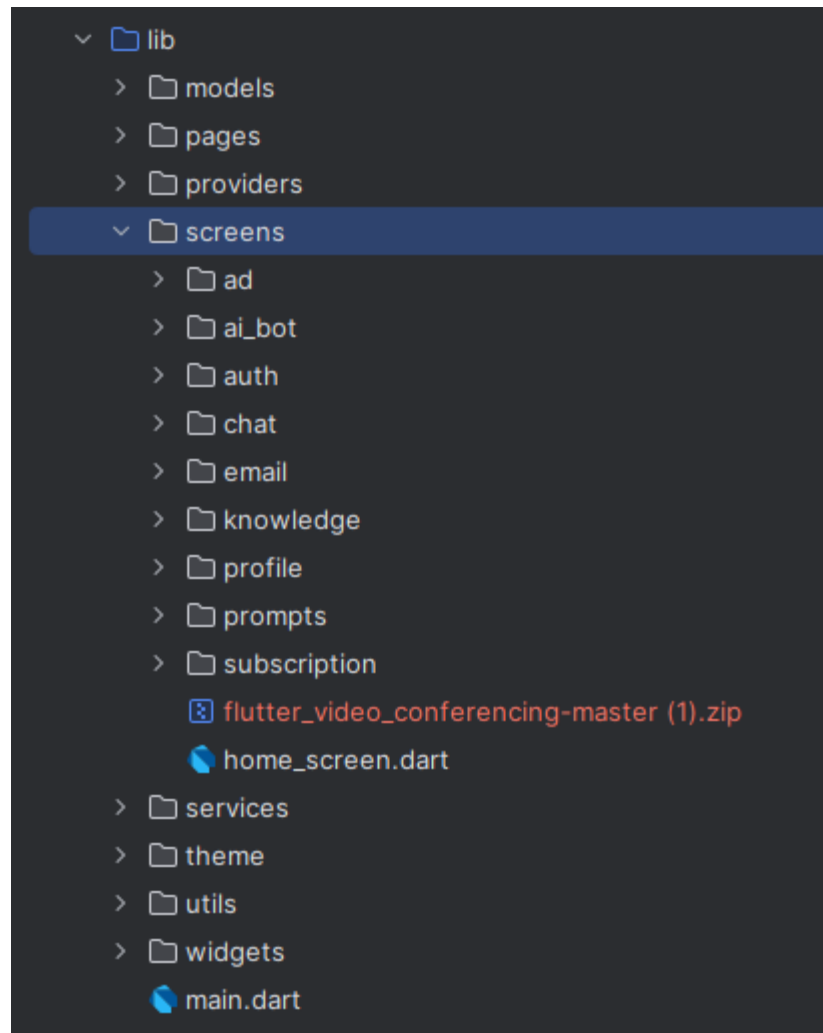 lib
models
pages
providers
screens
ad
ai_bot
auth
chat
email
knowledge
profile
prompts
subscription
flutter_video_conferencing-master (1).zip
home_screen.dart
services
theme
utils
widgets
main.dart